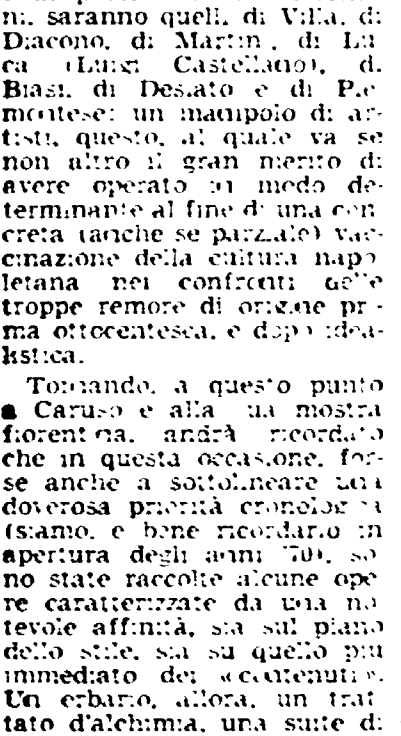 ni, saranno quelli di Villa, di
Diacono, di Martini, di Lu
ca (Luigi Castellano), di
Biasi, di Desiato e di Pie
montese: un manipolo di ar-
tisti, questo, al quale va se
non altro il gran merito di
avere operato in modo de-
terminante al fine di una con
creta (anche se parziale) vac-
cinazione della cultura napo
letana nei confronti delle
troppe remore di origine pri-
ma ottocentesca, e dopo idea-
listica.
Tornando, a questo punto
a Caruso e alla sua mostra
fiorentina, andrà ricordato
che in questa occasione, for-
se anche a sottolineare una
doverosa priorità cronologica
(siamo, è bene ricordarlo in
apertura degli anni '70), so
no state raccolte alcune ope
re caratterizzate da una no
tevole affinità, sia sul piano
dello stile, sia su quello più
immediato dei «contenuti».
Un erbario, allora, un trat
tato d'alchimia, una suite di